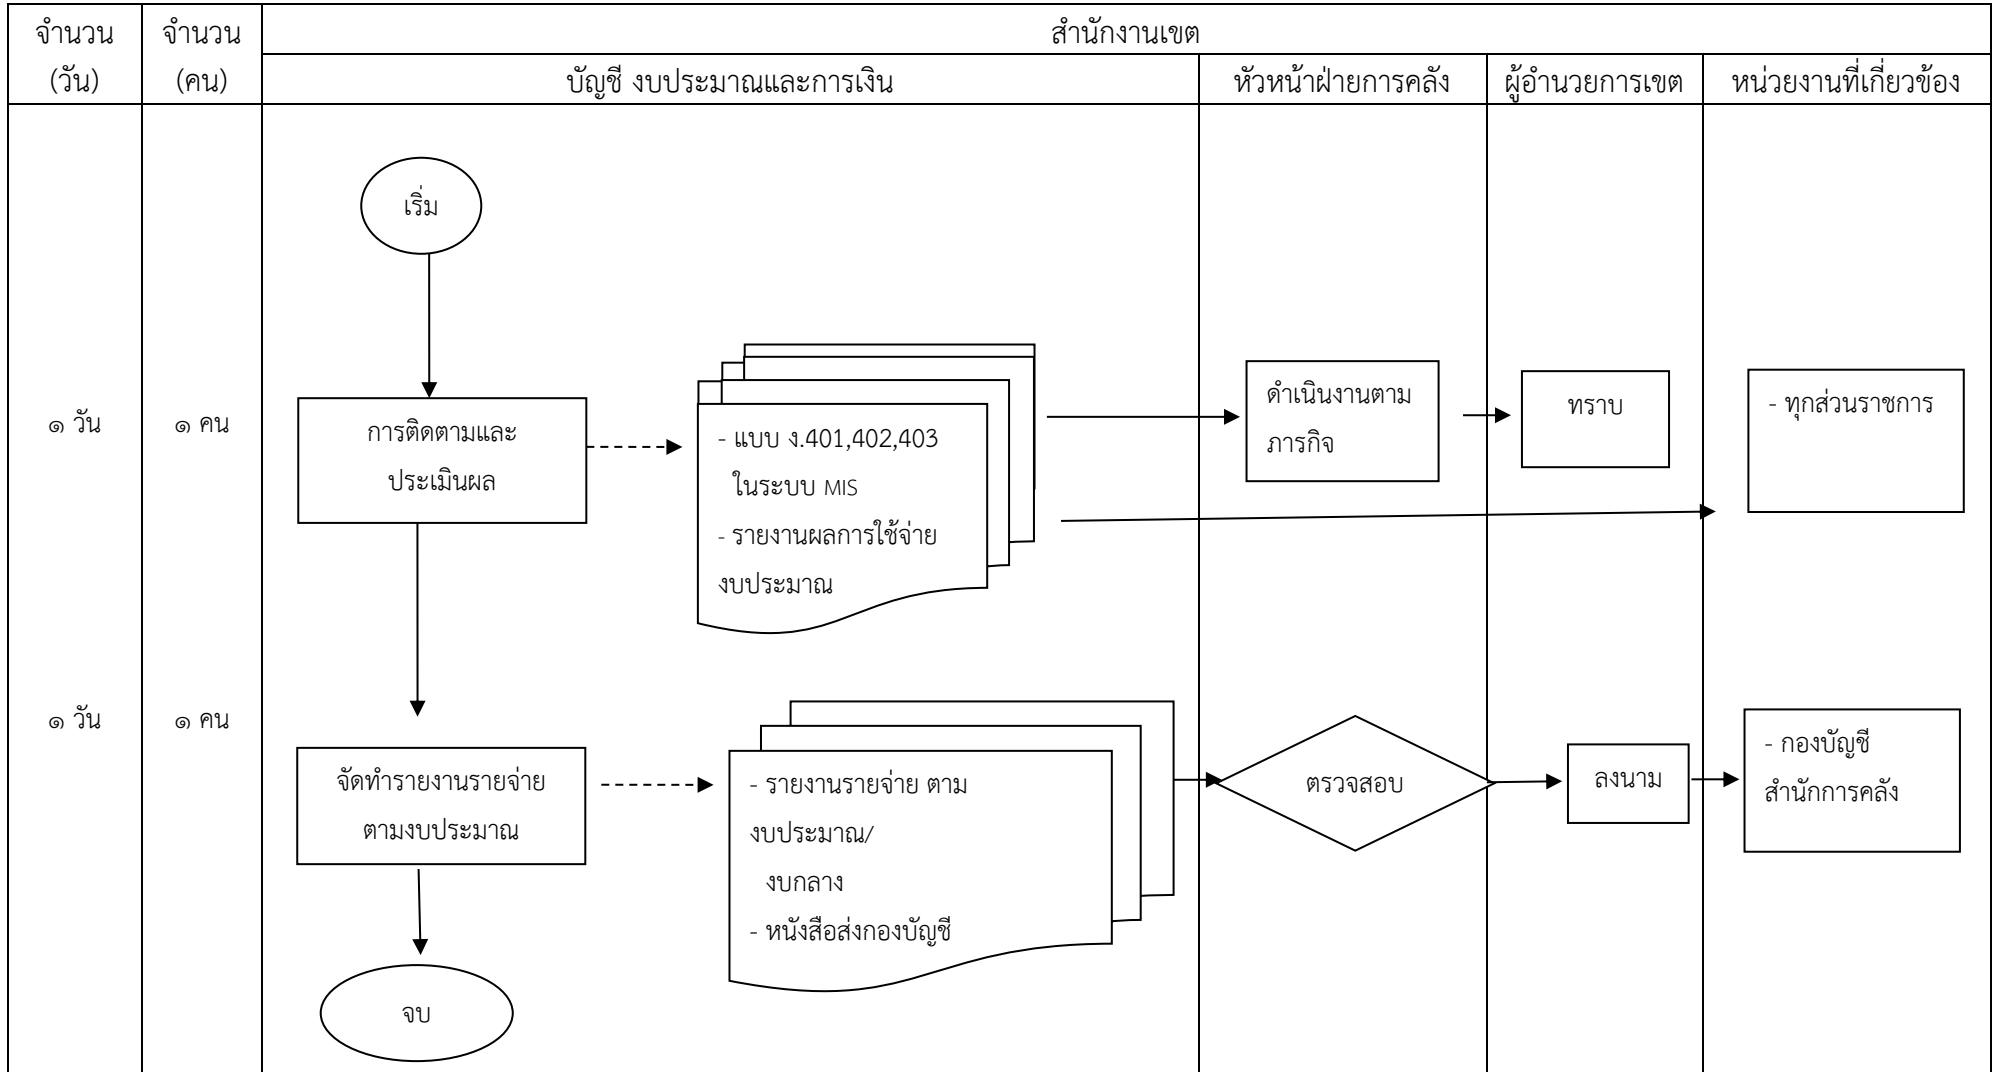 จำนวน
(วัน)
จำนวน
(คน)
สำนักงานเขต
บัญชี งบประมาณและการเงิน
หัวหน้าฝ่ายการคลัง
ผู้อำนวยการเขต
หน่วยงานที่เกี่ยวข้อง
เริ่ม
๑ วัน
๑ คน
การติดตามและ
ประเมินผล
- แบบ ง.401,402,403
ในระบบ MIS
- รายงานผลการใช้จ่าย
งบประมาณ
ดำเนินงานตาม
ภารกิจ
ทราบ
- ทุกส่วนราชการ
๑ วัน
๑ คน
จัดทำรายงานรายจ่าย
ตามงบประมาณ
- รายงานรายจ่าย ตาม
งบประมาณ/
งบกลาง
- หนังสือส่งกองบัญชี
ตรวจสอบ
ลงนาม
- กองบัญชี
สำนักการคลัง
จบ